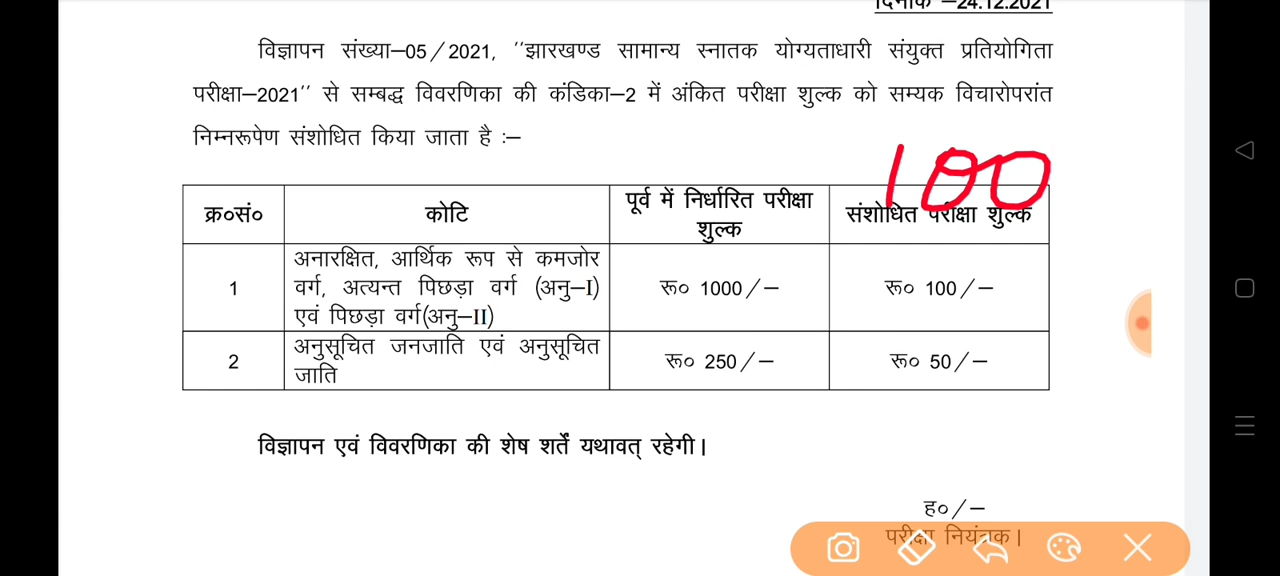 दिनांक –24.12.2021
विज्ञापन संख्या–05/2021, ''झारखण्ड सामान्य स्नातक योग्यताधारी संयुक्त प्रतियोगिता
परीक्षा–2021'' से सम्बद्ध विवरणिका की कंडिका–2 में अंकित परीक्षा शुल्क को सम्यक विचारोपरांत
निम्नरूपेण संशोधित किया जाता है :–
100
क्र०सं० कोटि पूर्व में निर्धारित परीक्षा शुल्क संशोधित परीक्षा शुल्क
1 अनारक्षित, आर्थिक रूप से कमजोर रू० 1000/– रू० 100/–
वर्ग, अत्यन्त पिछड़ा वर्ग (अनु–I)
एवं पिछड़ा वर्ग(अनु–II)
2 अनुसूचित जनजाति एवं अनुसूचित रू० 250/– रू० 50/–
जाति
विज्ञापन एवं विवरणिका की शेष शर्तें यथावत् रहेगी।
ह०/–
परीक्षा नियंत्रक।